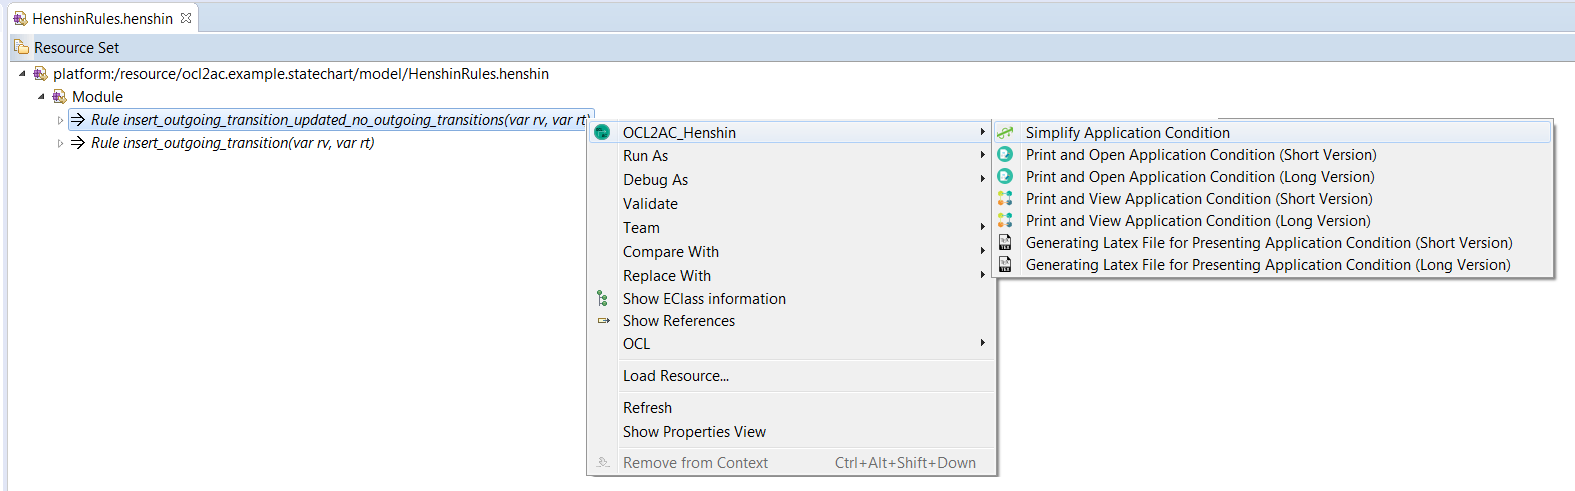 HenshinRules.henshin
Resource Set
platform:/resource/ocl2ac.example.statechart/model/HenshinRules.henshin
Module
Rule insert_outgoing_transition_updated_no_outgoing_transitions(var rv, var rt)
Rule insert_outgoing_transition(var rv, var rt)
OCL2AC_Henshin
Run As
Debug As
Validate
Team
Compare With
Replace With
Show EClass information
Show References
OCL
Load Resource...
Refresh
Show Properties View
Remove from Context Ctrl+Alt+Shift+Down
Simplify Application Condition
Print and Open Application Condition (Short Version)
Print and Open Application Condition (Long Version)
Print and View Application Condition (Short Version)
Print and View Application Condition (Long Version)
Generating Latex File for Presenting Application Condition (Short Version)
Generating Latex File for Presenting Application Condition (Long Version)